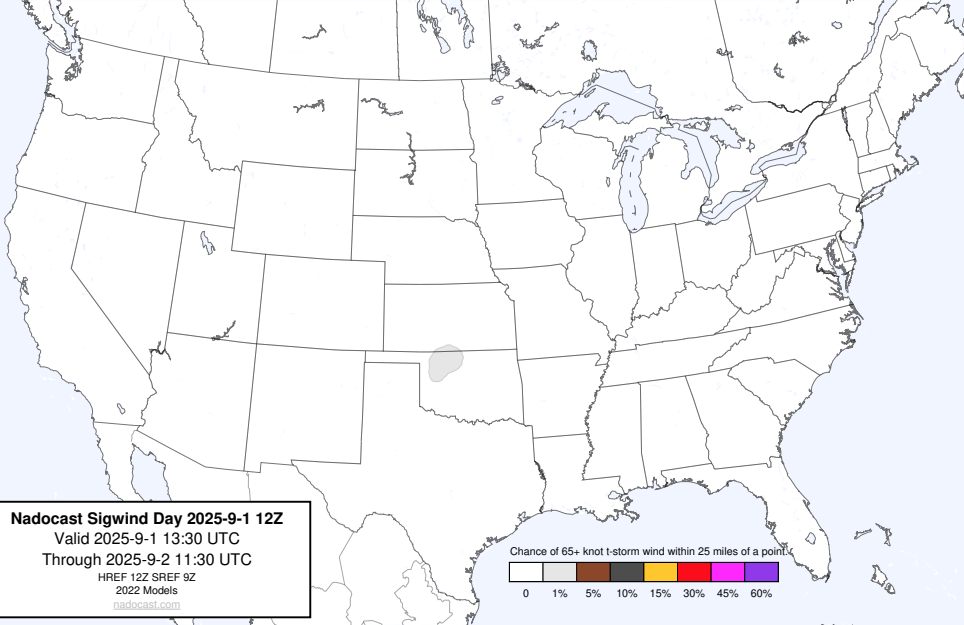 Nadocast Sigwind Day 2025-9-1 12Z
Valid 2025-9-1 13:30 UTC
Through 2025-9-2 11:30 UTC
HREF 12Z SREF 9Z
2022 Models
nadocast.com
Chance of 65+ knot t-storm wind within 25 miles of a point.
0 1% 5% 10% 15% 30% 45% 60%